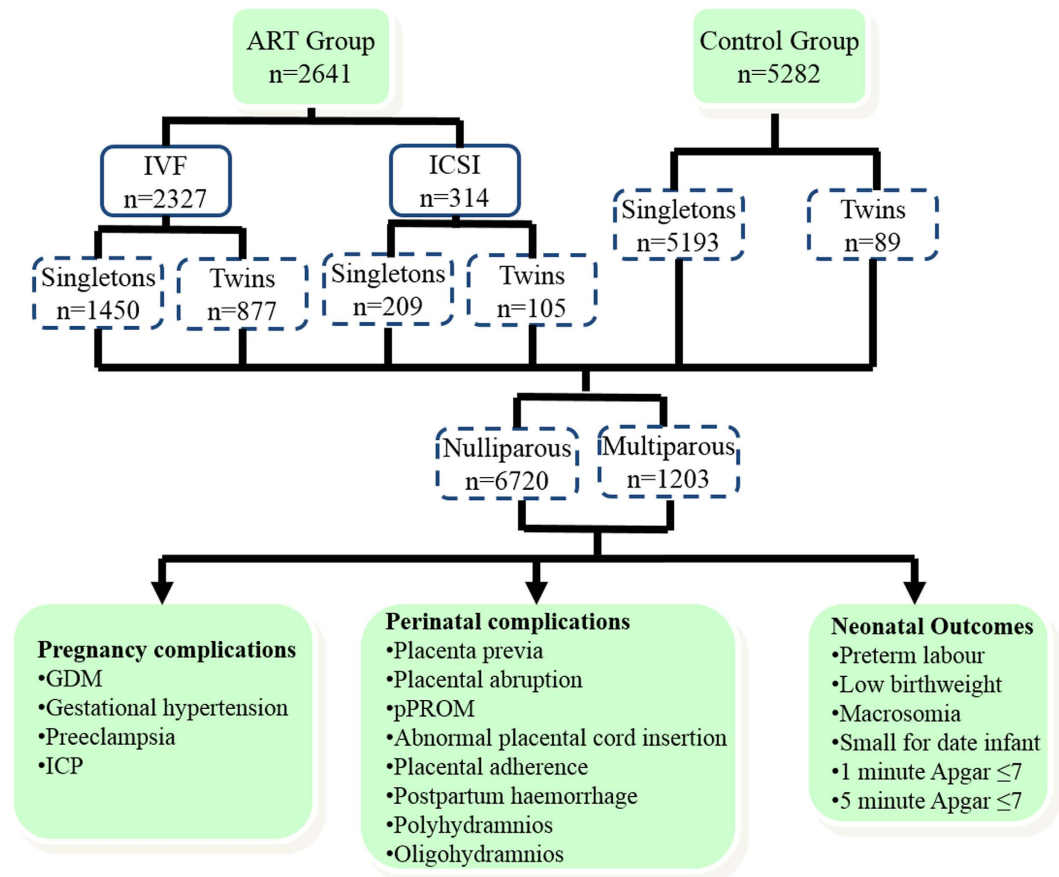 ART Group
n=2641
Control Group
n=5282
IVF
n=2327
ICSI
n=314
Singletons
n=5193
Twins
n=89
Singletons
n=1450
Twins
n=877
Singletons
n=209
Twins
n=105
Nulliparous
n=6720
Multiparous
n=1203
Pregnancy complications
•GDM
•Gestational hypertension
•Preeclampsia
•ICP
Perinatal complications
•Placenta previa
•Placental abruption
•pPROM
•Abnormal placental cord insertion
•Placental adherence
•Postpartum haemorrhage
•Polyhydramnios
•Oligohydramnios
Neonatal Outcomes
•Preterm labour
•Low birthweight
•Macrosomia
•Small for date infant
•1 minute Apgar ≤7
•5 minute Apgar ≤7